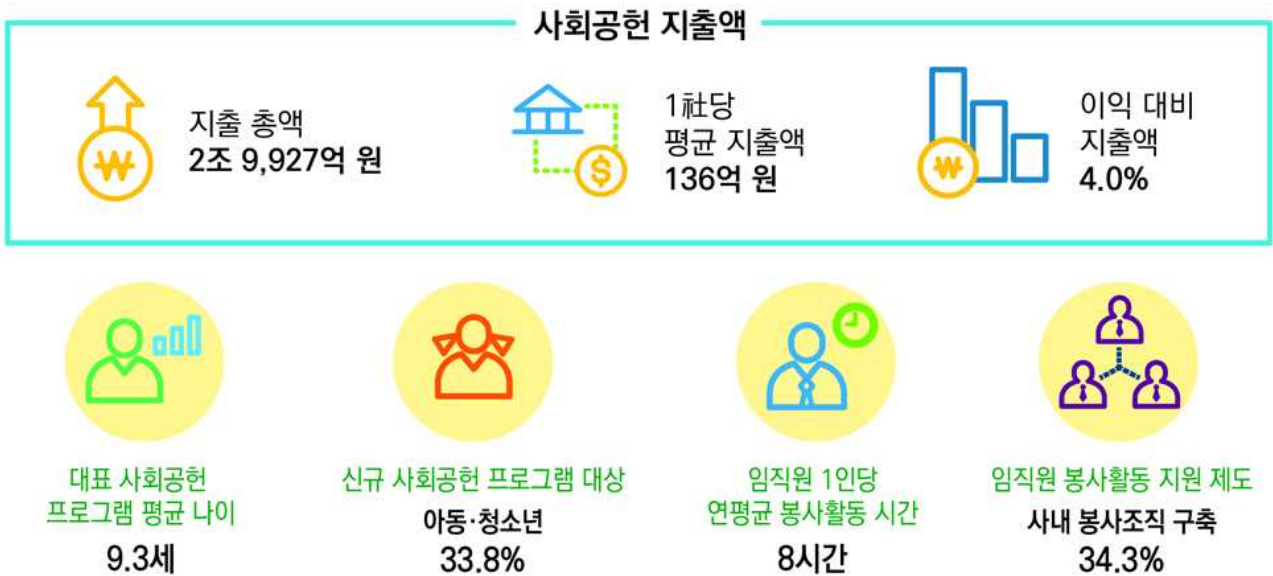 사회공헌 지출액
지출 총액
2조 9,927억 원
1社당
평균 지출액
136억 원
이익 대비
지출액
4.0%
대표 사회공헌
프로그램 평균 나이
9.3세
신규 사회공헌 프로그램 대상
아동·청소년
33.8%
임직원 1인당
연평균 봉사활동 시간
8시간
임직원 봉사활동 지원 제도
사내 봉사조직 구축
34.3%